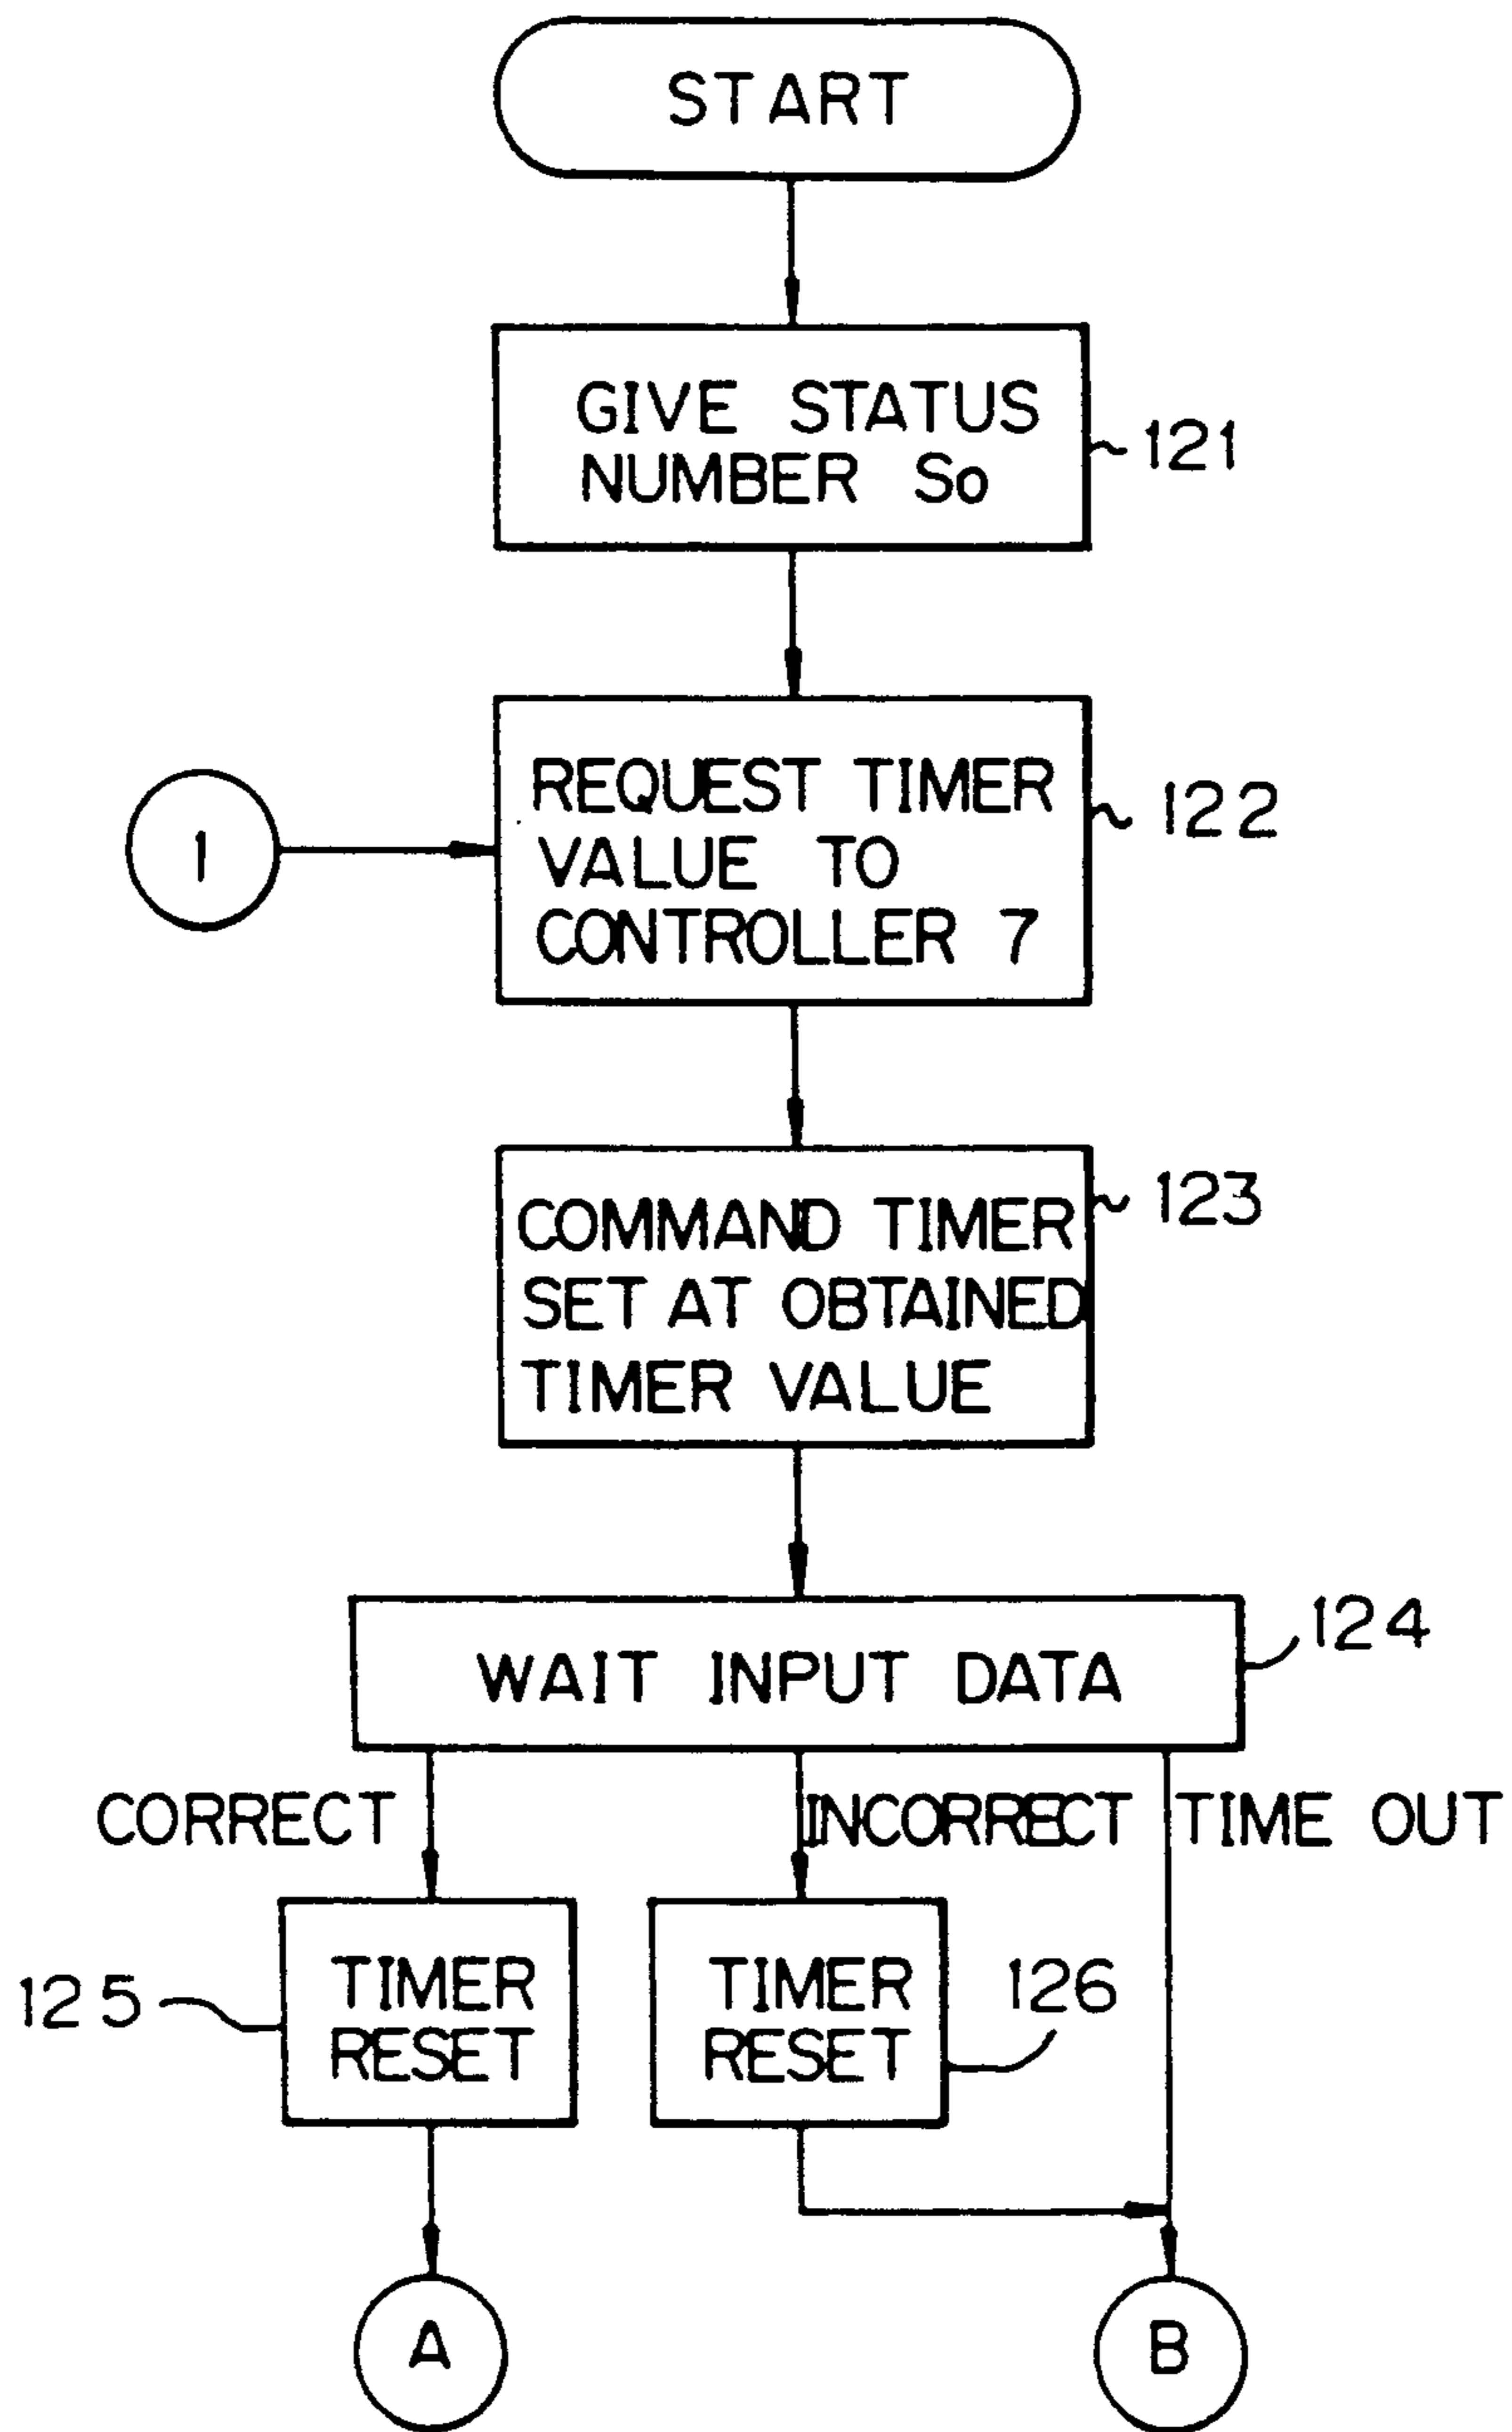 START
GIVE STATUS
NUMBER So
121
REQUEST TIMER
VALUE TO
CONTROLLER 7
122
1
COMMAND TIMER
SET AT OBTAINED
TIMER VALUE
123
WAIT INPUT DATA
124
CORRECT
INCORRECT
TIME OUT
TIMER
RESET
125
TIMER
RESET
126
A
B